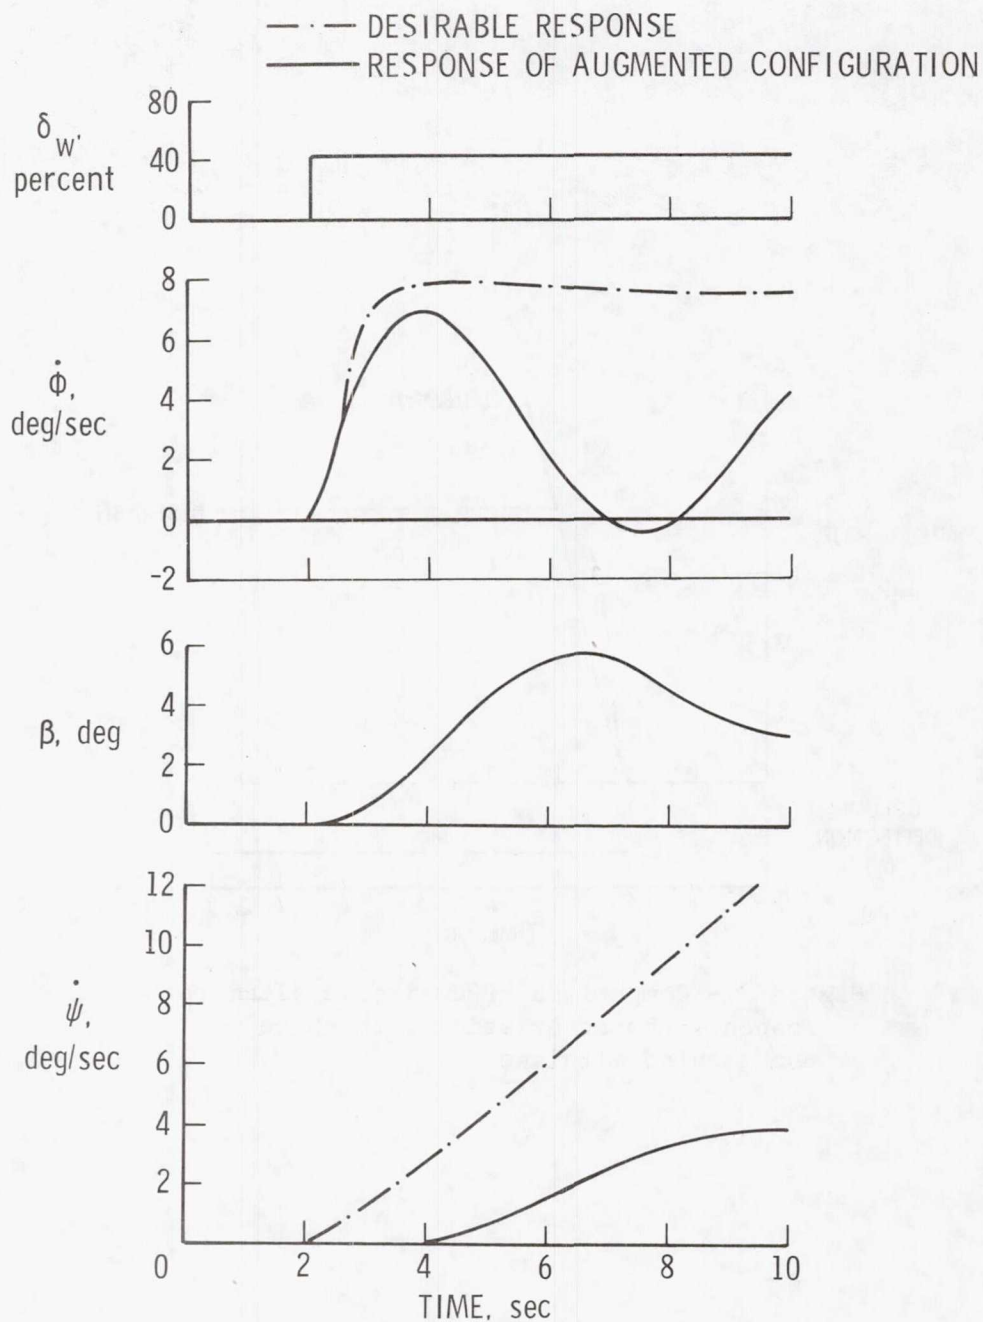 DESIRABLE RESPONSE
RESPONSE OF AUGMENTED CONFIGURATION
80
δw,
percent
40
0
8
6
φ̇,
deg/sec
4
2
0
-2
6
4
β, deg
2
0
12
10
ψ̇,
deg/sec
8
6
4
2
0 2 4 6 8 10
TIME, sec